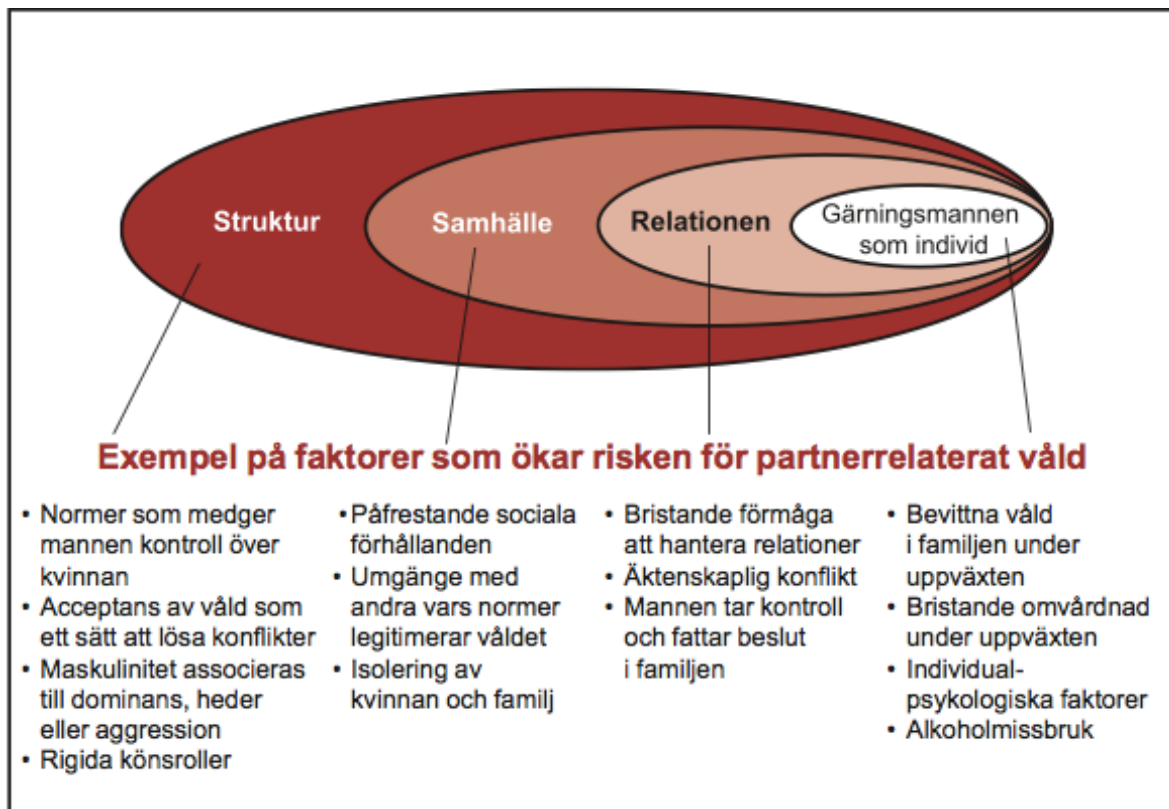 Struktur
Samhälle
Relationen
Gärningsmannen
som individ
Exempel på faktorer som ökar risken för partnerrelaterat våld
• Normer som medger
mannen kontroll över
kvinnan
• Acceptans av våld som
ett sätt att lösa konflikter
• Maskulinitet associeras
till dominans, heder
eller aggression
• Rigida könsroller
• Påfrestande sociala
förhållanden
• Umgänge med
andra vars normer
legitimerar våldet
• Isolering av
kvinnan och familj
• Bristande förmåga
att hantera relationer
• Äktenskaplig konflikt
• Mannen tar kontroll
och fattar beslut
i familjen
• Bevittna våld
i familjen under
uppväxten
• Bristande omvårdnad
under uppväxten
• Individual-
psykologiska faktorer
• Alkoholmissbruk